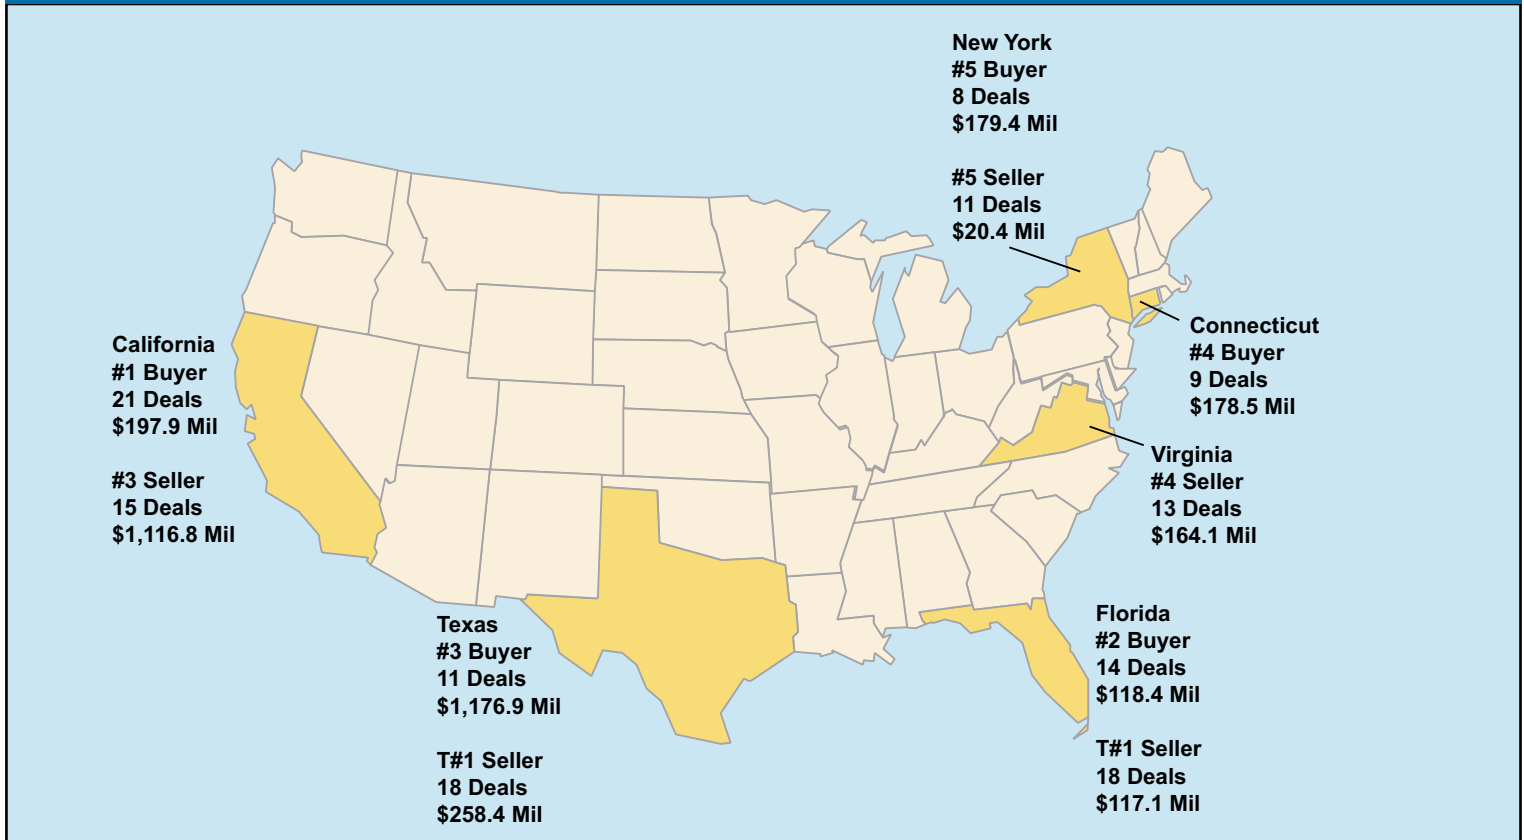 New York
#5 Buyer
8 Deals
$179.4 Mil
#5 Seller
11 Deals
$20.4 Mil
Connecticut
#4 Buyer
9 Deals
$178.5 Mil
California
#1 Buyer
21 Deals
$197.9 Mil
#3 Seller
15 Deals
$1,116.8 Mil
Virginia
#4 Seller
13 Deals
$164.1 Mil
Texas
#3 Buyer
11 Deals
$1,176.9 Mil
T#1 Seller
18 Deals
$258.4 Mil
Florida
#2 Buyer
14 Deals
$118.4 Mil
T#1 Seller
18 Deals
$117.1 Mil